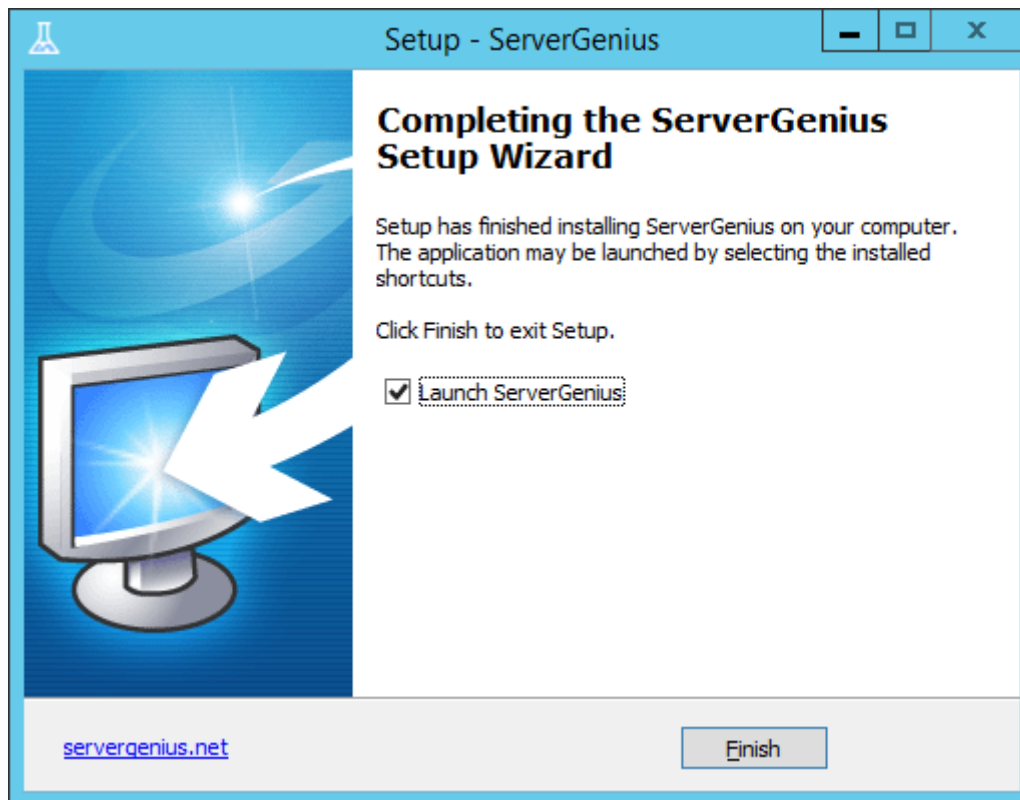 Setup - ServerGenius
X
Completing the ServerGenius
Setup Wizard
Setup has finished installing ServerGenius on your computer.
The application may be launched by selecting the installed
shortcuts.
Click Finish to exit Setup.
Launch ServerGenius
servergenius.net
Finish